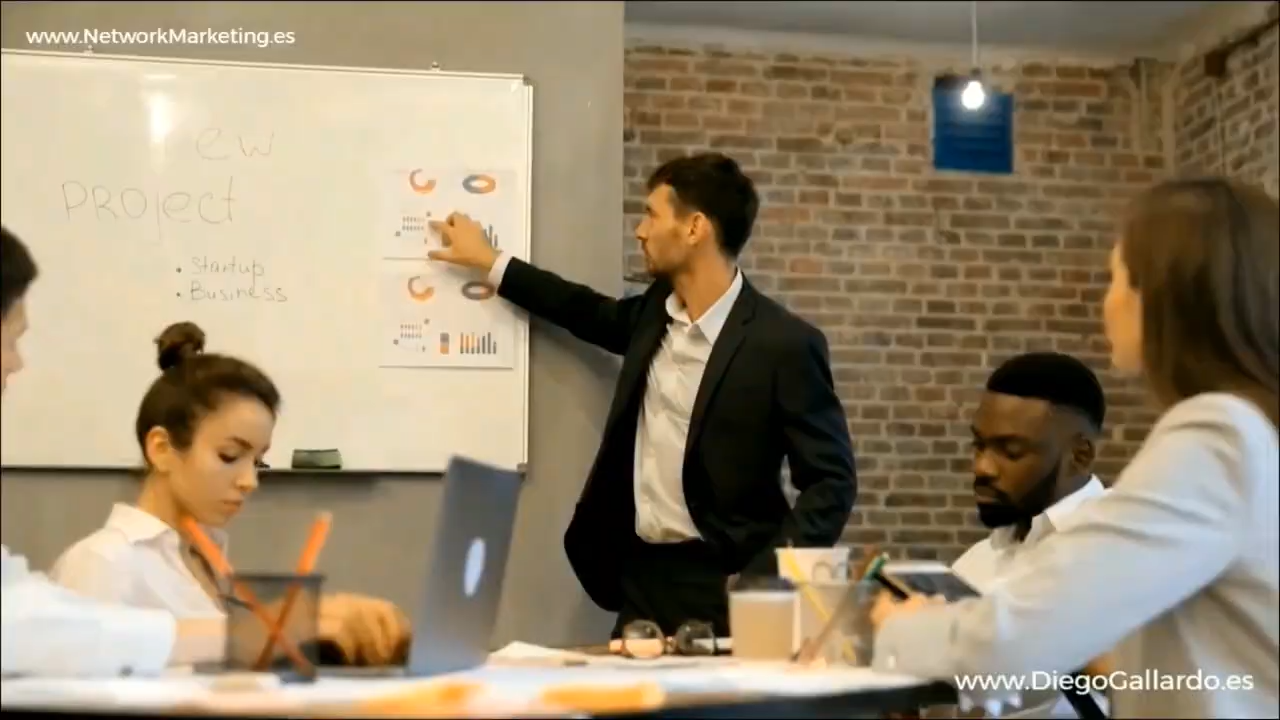 www.NetworkMarketing.es
ew
PROJECT
• Startup
• Business
www.DiegoGallardo.es